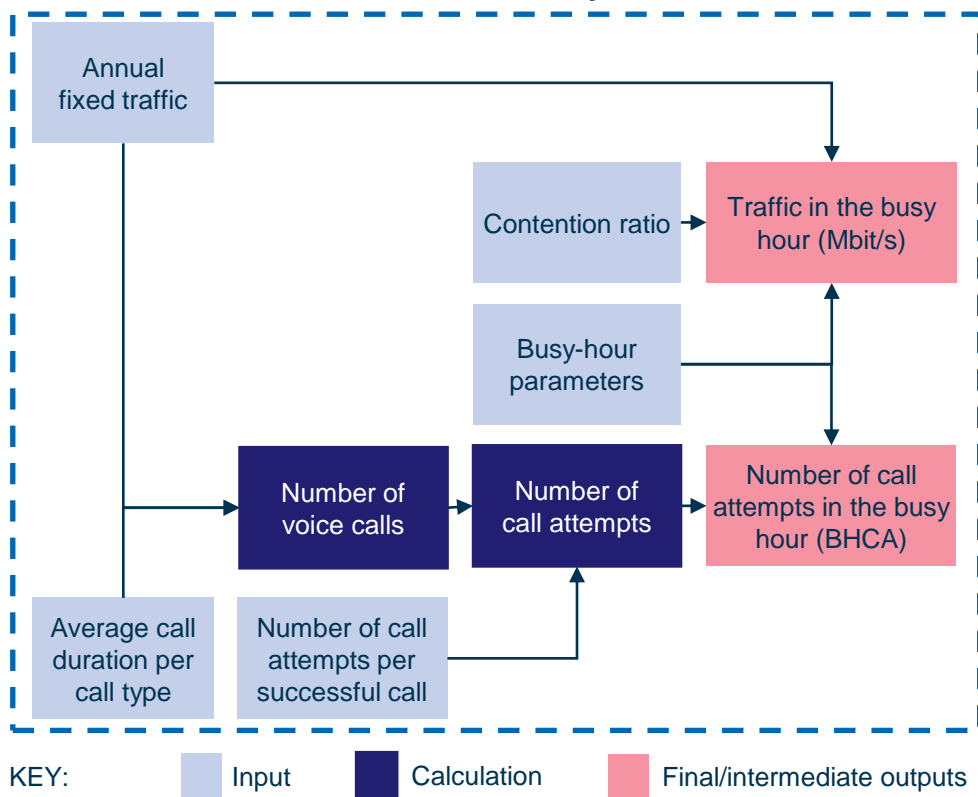 Annual
fixed traffic
Contention ratio
Traffic in the busy
hour (Mbit/s)
Busy-hour
parameters
Number of
voice calls
Number of
call attempts
Number of call
attempts in the busy
hour (BHCA)
Average call
duration per
call type
Number of call
attempts per
successful call
KEY:
Input
Calculation
Final/intermediate outputs